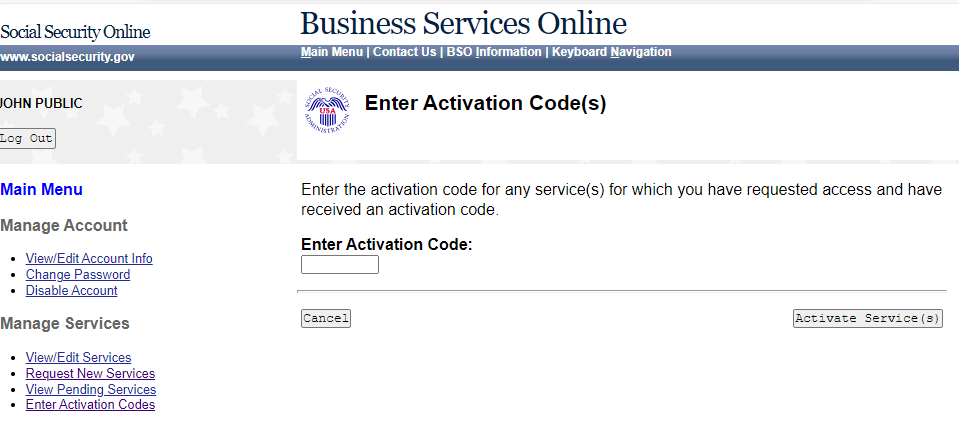 Social Security Online
Business Services Online
www.socialsecurity.gov
Main Menu | Contact Us | BSO Information | Keyboard Navigation
JOHN PUBLIC
Log Out
SOCIAL SECURITY ADMINISTRATION
USA
Enter Activation Code(s)
Main Menu
Manage Account
View/Edit Account Info
Change Password
Disable Account
Manage Services
View/Edit Services
Request New Services
View Pending Services
Enter Activation Codes
Enter the activation code for any service(s) for which you have requested access and have
received an activation code.
Enter Activation Code:
Cancel
Activate Service(s)